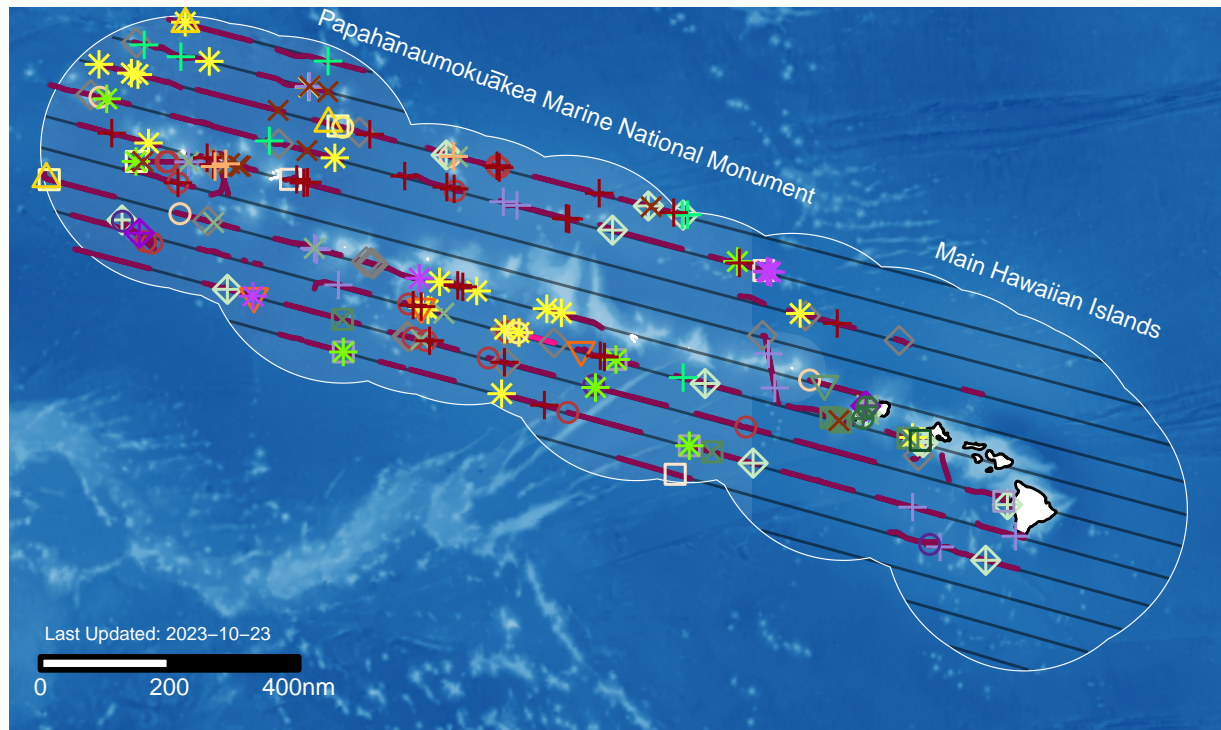 Papahānaumokuākea Marine National Monument
Main Hawaiian Islands
Last Updated: 2023−10−23
0 200 400nm